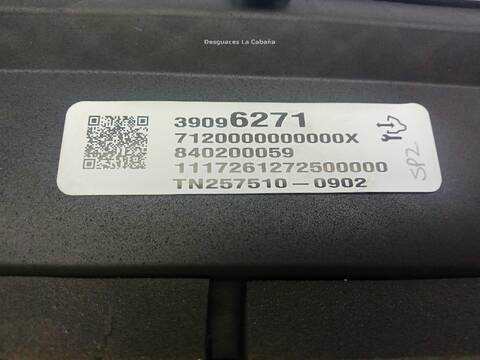 Desguaces La Cabaña
39096271
7120000000000X
840200059
1117261272500000
TN257510-0902
SP2